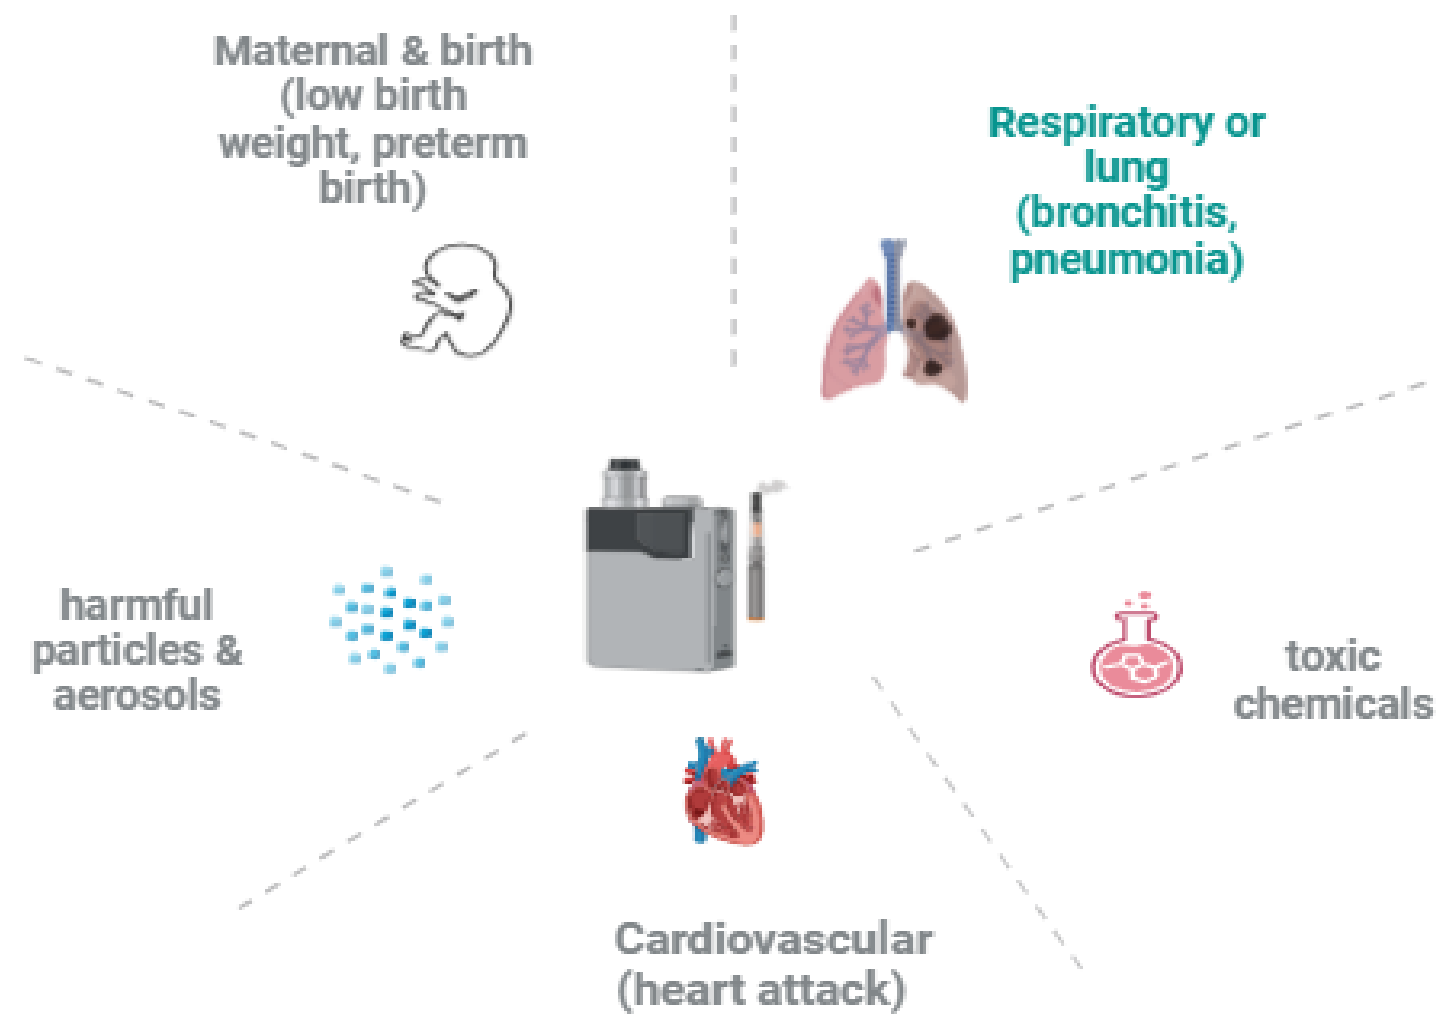 Maternal & birth
(low birth
weight, preterm
birth)
Respiratory or
lung
(bronchitis,
pneumonia)
harmful
particles &
aerosols
toxic
chemicals
Cardiovascular
(heart attack)